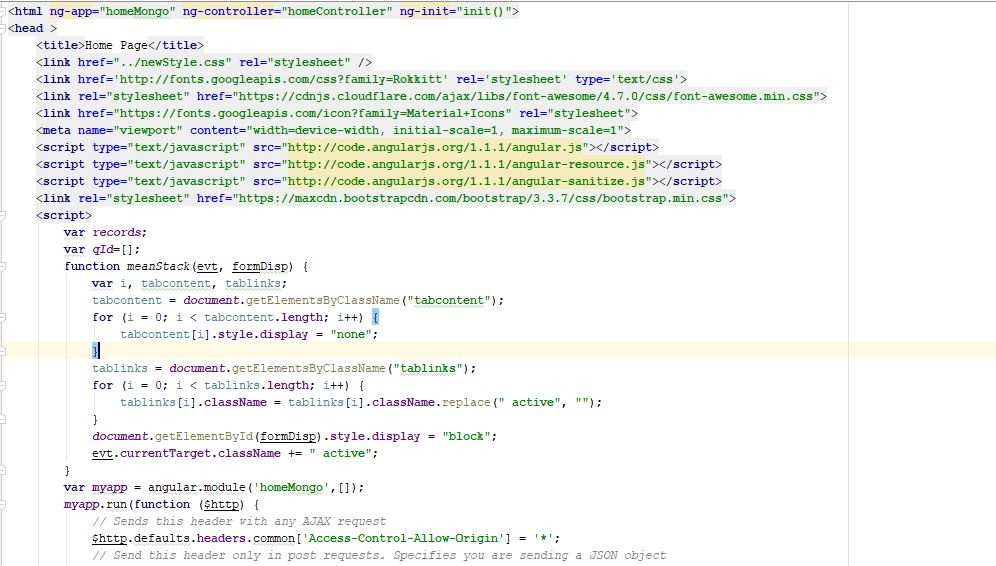 <html ng-app="homeMongo" ng-controller="homeController" ng-init="init()">
<head >
<title>Home Page</title>
<link href="../newStyle.css" rel="stylesheet" />
<link href='http://fonts.googleapis.com/css?family=Rokkitt' rel='stylesheet' type='text/css'>
<link rel="stylesheet" href="https://cdnjs.cloudflare.com/ajax/libs/font-awesome/4.7.0/css/font-awesome.min.css">
<link href="https://fonts.googleapis.com/icon?family=Material+Icons" rel="stylesheet">
<meta name="viewport" content="width=device-width, initial-scale=1, maximum-scale=1">
<script type="text/javascript" src="http://code.angularjs.org/1.1.1/angular.js"></script>
<script type="text/javascript" src="http://code.angularjs.org/1.1.1/angular-resource.js"></script>
<script type="text/javascript" src="http://code.angularjs.org/1.1.1/angular-sanitize.js"></script>
<link rel="stylesheet" href="https://maxcdn.bootstrapcdn.com/bootstrap/3.3.7/css/bootstrap.min.css">
<script>
var records;
var qId=[];
function meanStack(evt, formDisp) {
var i, tabcontent, tablinks;
tabcontent = document.getElementsByClassName("tabcontent");
for (i = 0; i < tabcontent.length; i++) {
tabcontent[i].style.display = "none";
}
tablinks = document.getElementsByClassName("tablinks");
for (i = 0; i < tablinks.length; i++) {
tablinks[i].className = tablinks[i].className.replace(" active", "");
}
document.getElementById(formDisp).style.display = "block";
evt.currentTarget.className += " active";
}
var myapp = angular.module('homeMongo',[]);
myapp.run(function ($http) {
// Sends this header with any AJAX request
$http.defaults.headers.common['Access-Control-Allow-Origin'] = '*';
// Send this header only in post requests. Specifies you are sending a JSON object